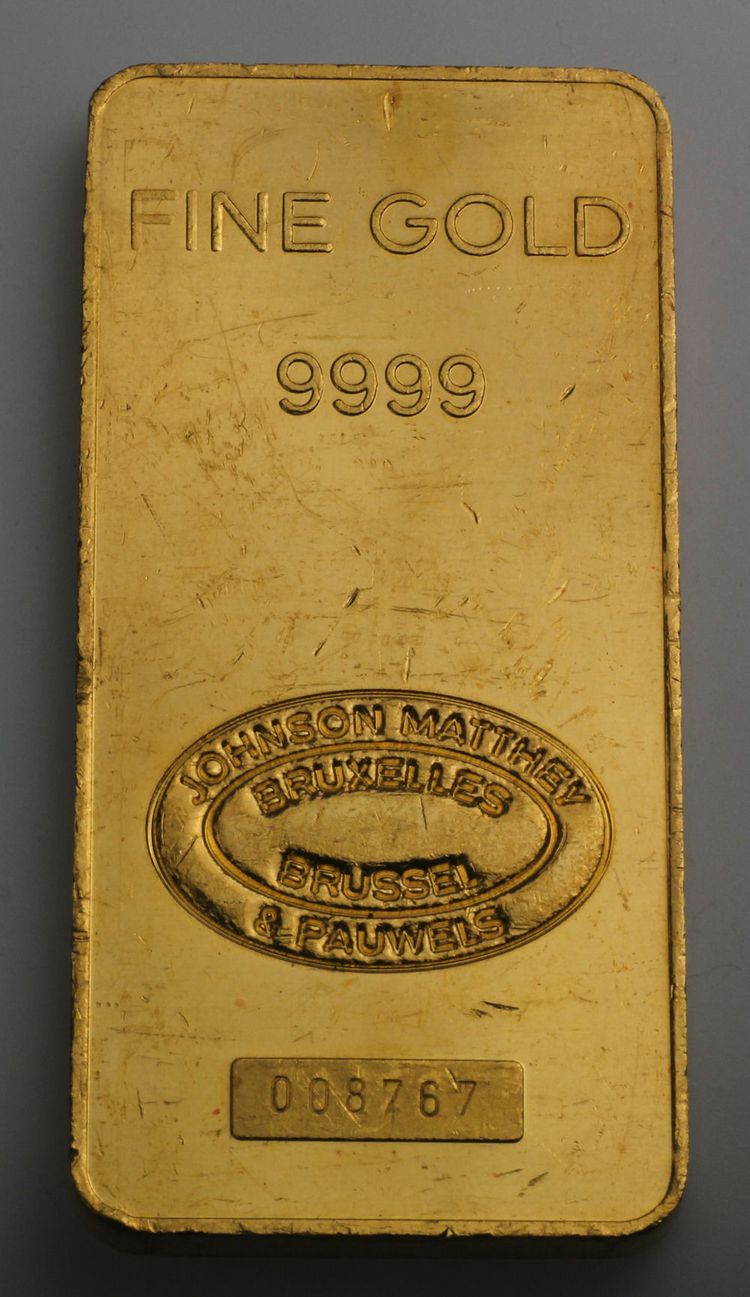 FINE GOLD
9999
JOHNSON MATTHEY
BRUXELLES
BRUSSEL
& PAUWELS
008767